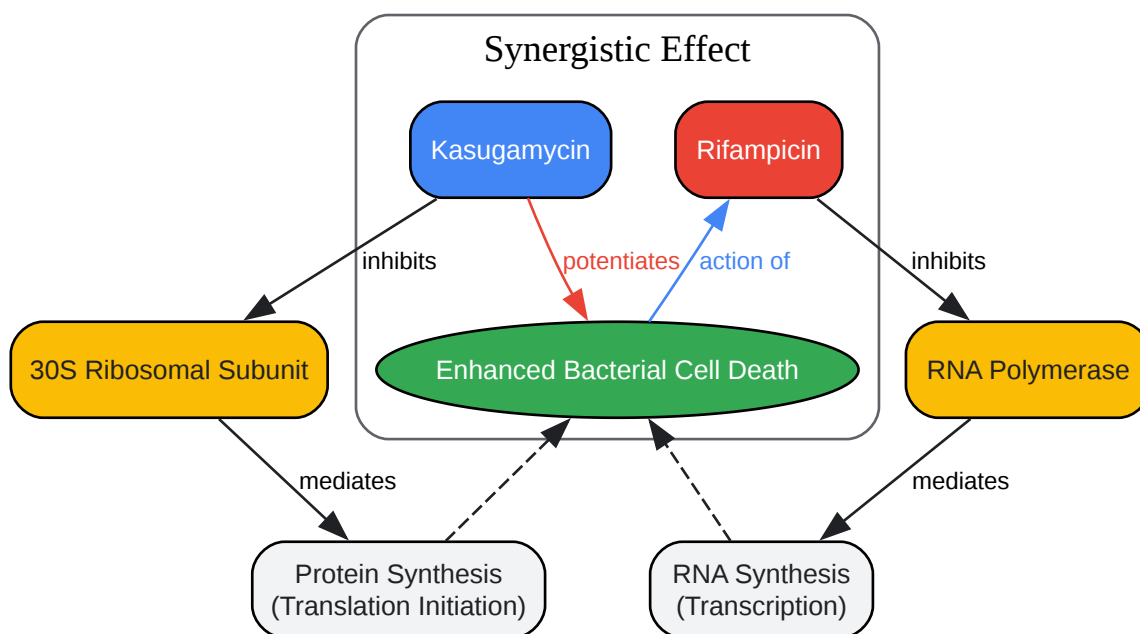 Synergistic Effect
Kasugamycin
Rifampicin
inhibits
potentiates
action of
inhibits
30S Ribosomal Subunit
Enhanced Bacterial Cell Death
RNA Polymerase
mediates
mediates
Protein Synthesis
(Translation Initiation)
RNA Synthesis
(Transcription)